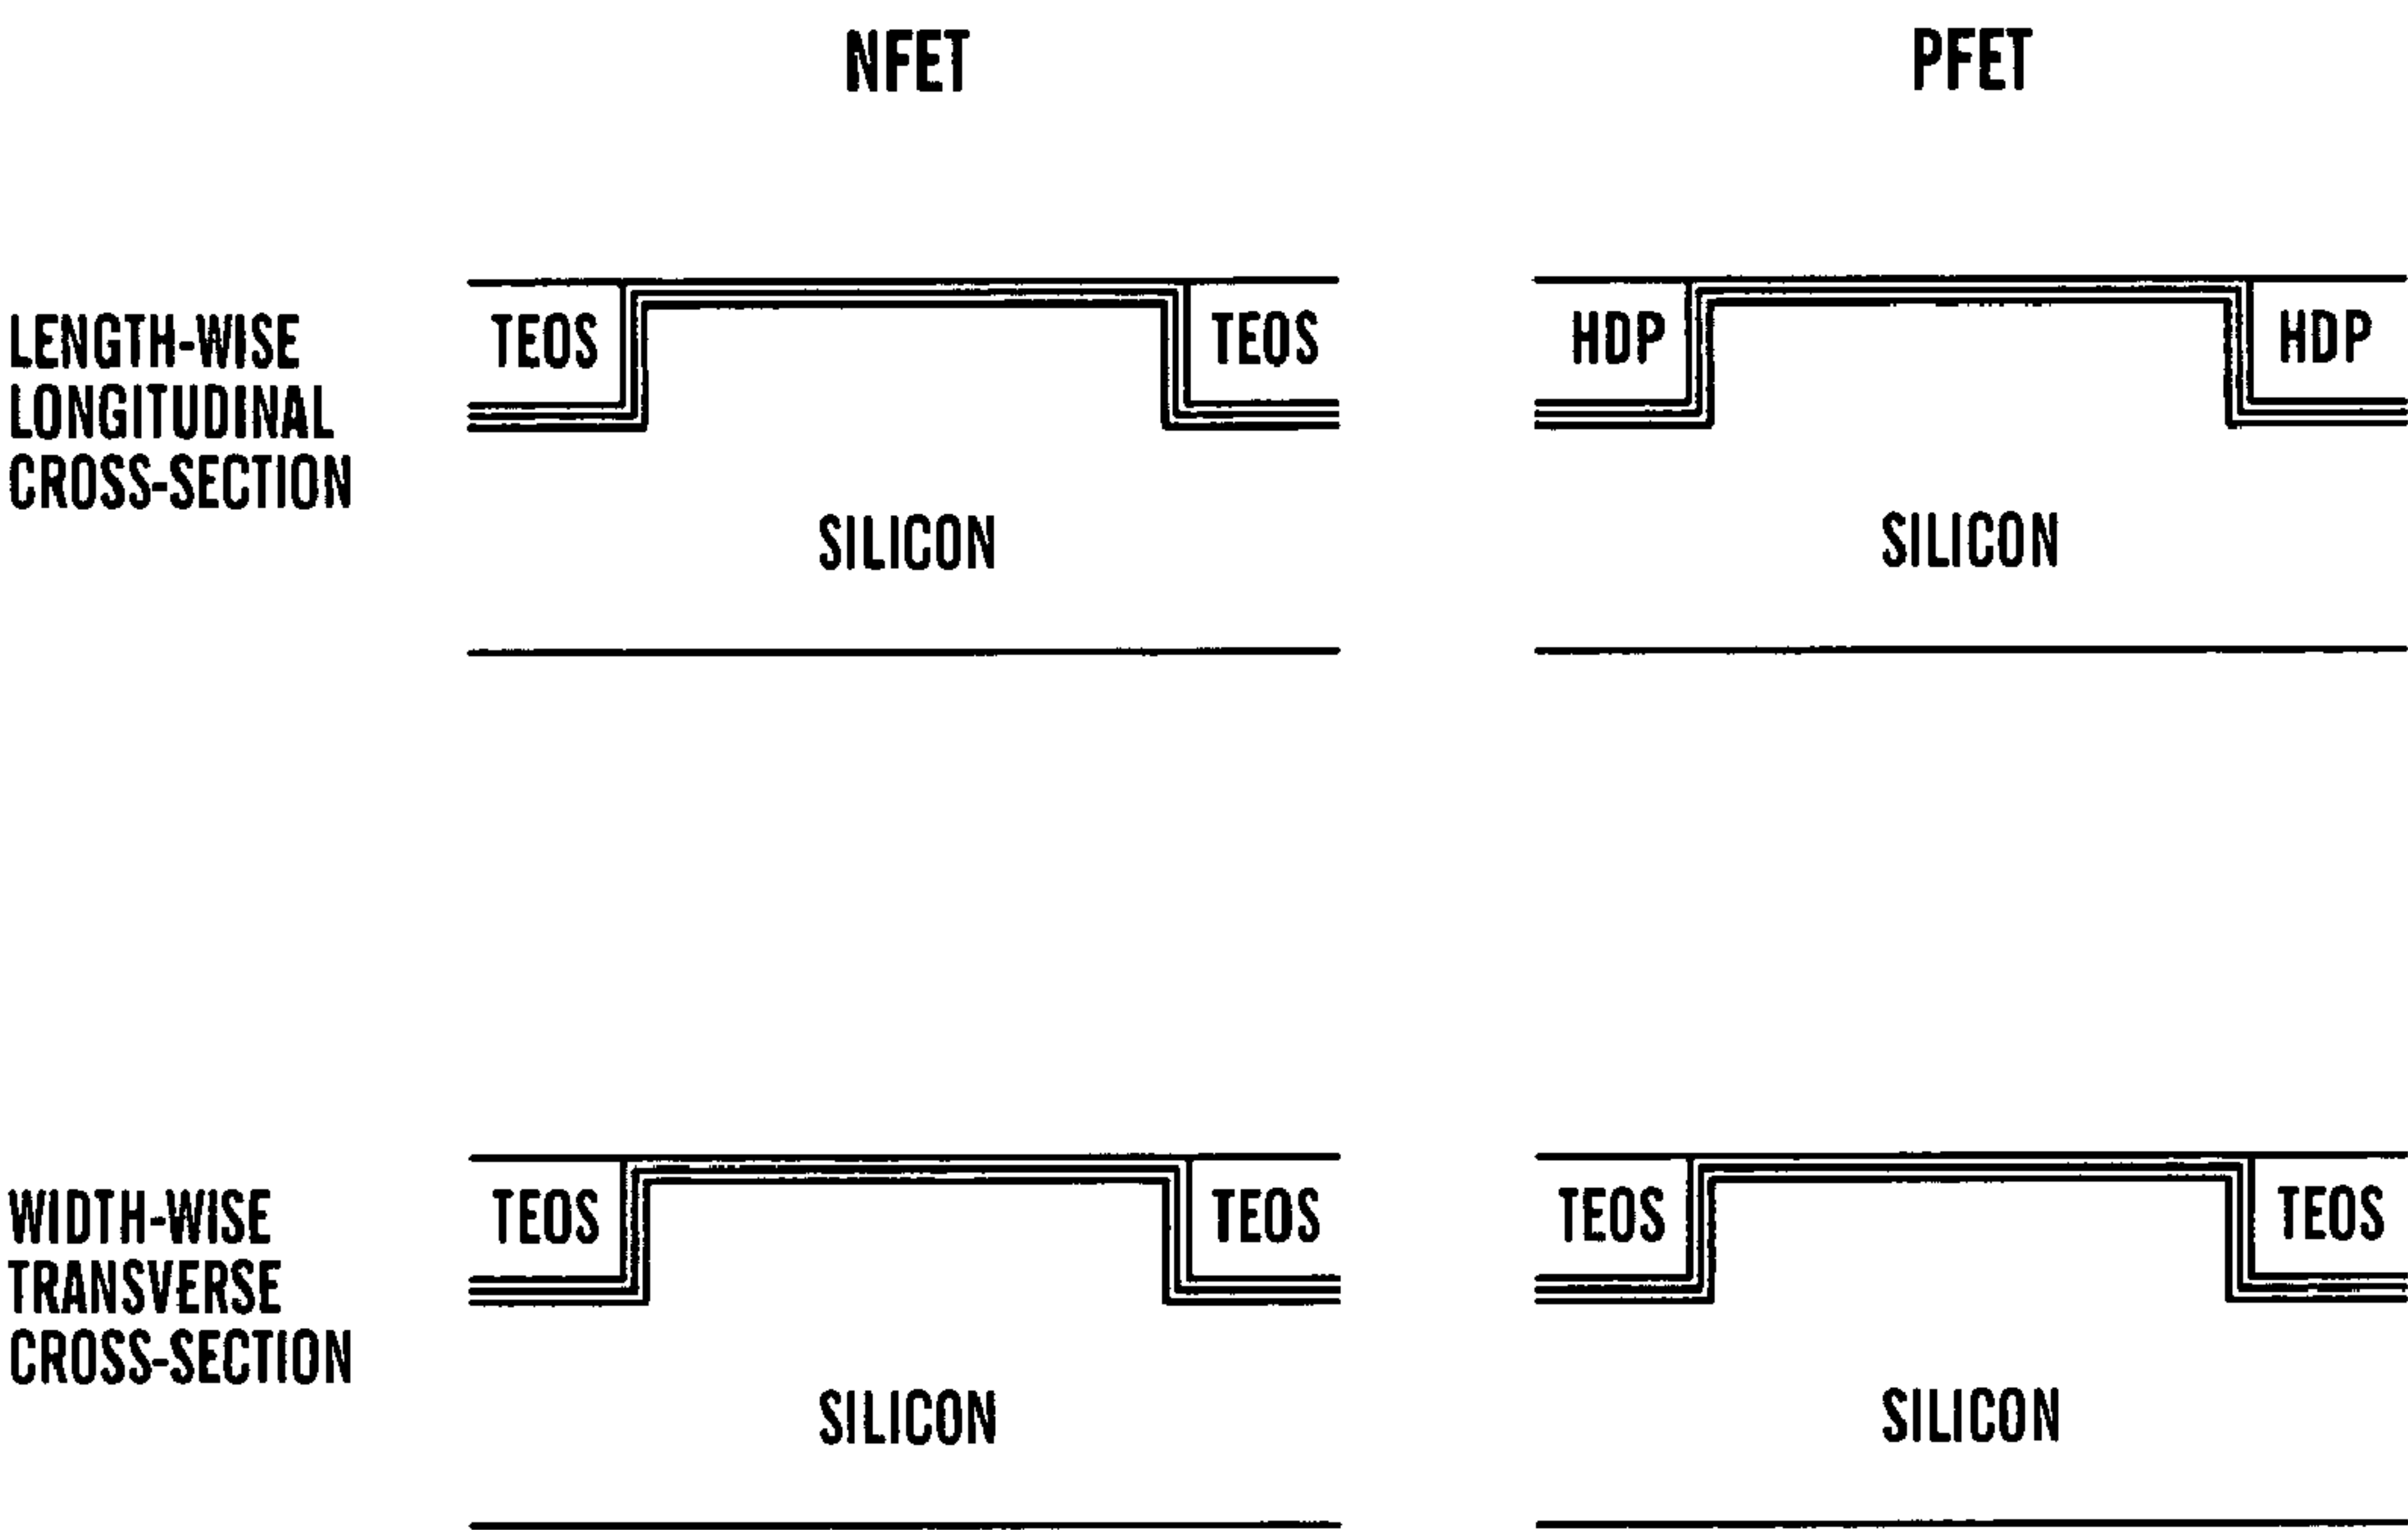 NFET
PFET
LENGTH-WISE
LONGITUDINAL
CROSS-SECTION
TEOS
TEOS
SILICON
HDP
HDP
SILICON
WIDTH-WISE
TRANSVERSE
CROSS-SECTION
TEOS
TEOS
SILICON
TEOS
TEOS
SILICON